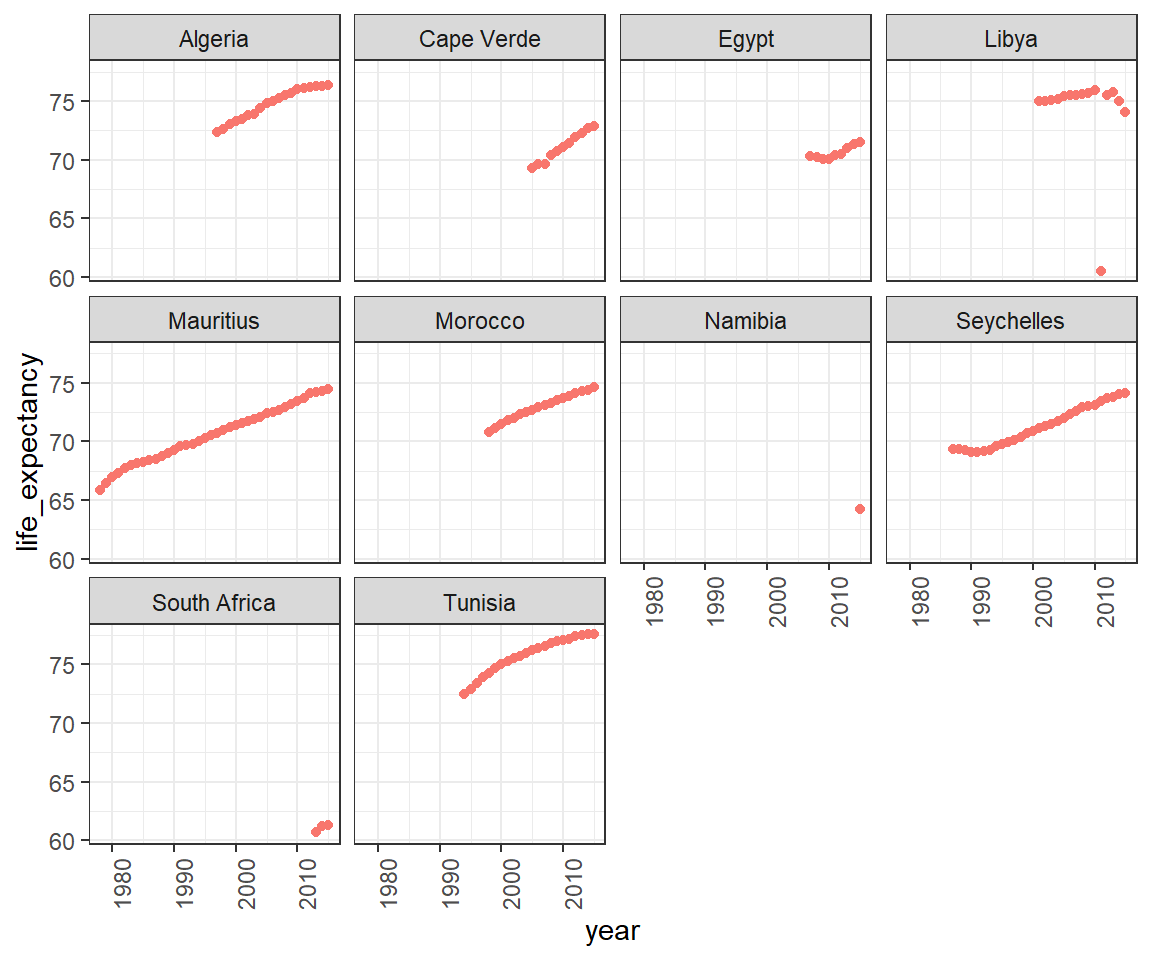 Algeria Cape Verde Egypt Libya
75
70
65
60
Mauritius Morocco Namibia Seychelles
75
70
65
60
1980 1990 2000 2010 1980 1990 2000 2010
South Africa Tunisia
75
70
65
60
1980 1990 2000 2010 1980 1990 2000 2010
life_expectancy
year